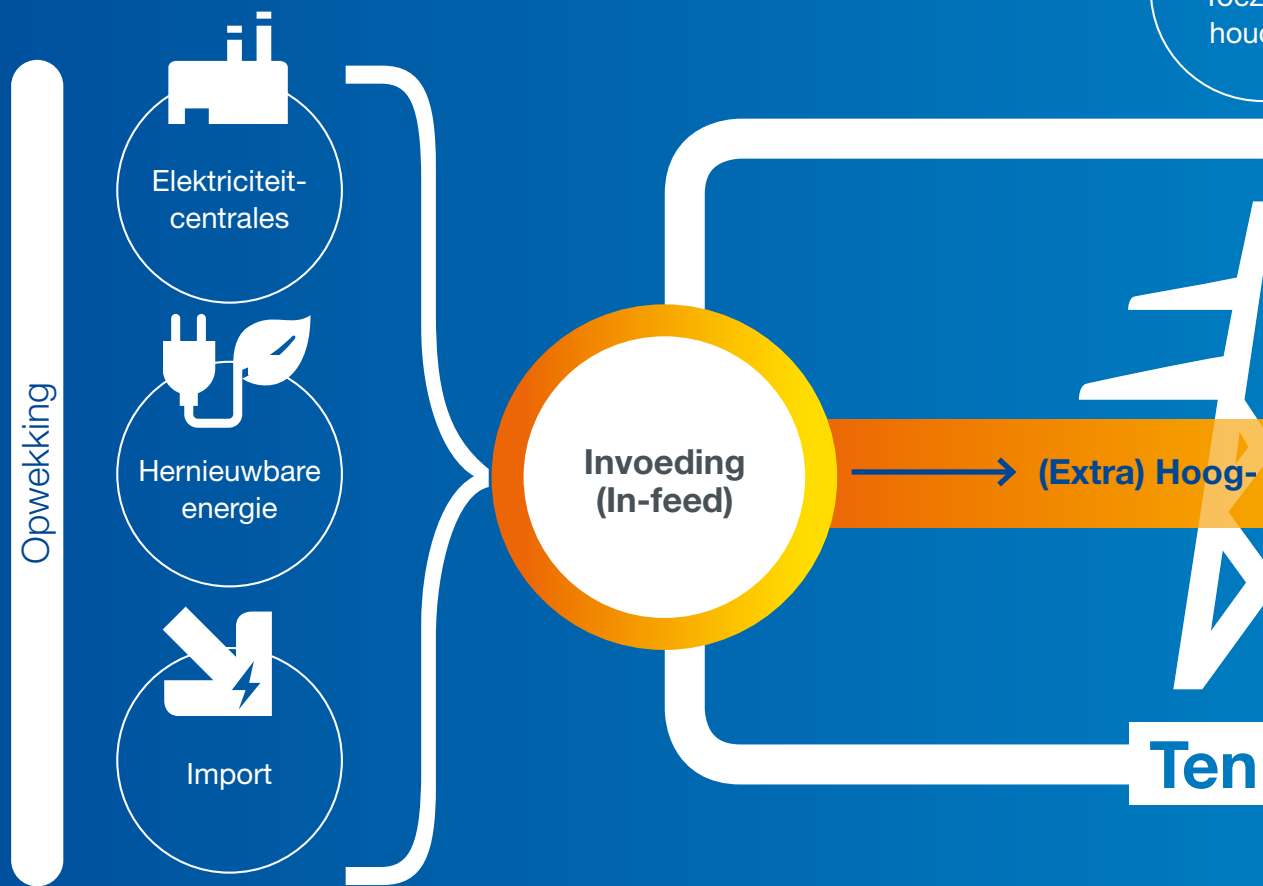 Opwekking
Elektriciteit-
centrales
Hernieuwbare
energie
Import
Invoeding
(In-feed)
(Extra) Hoog-
Ten